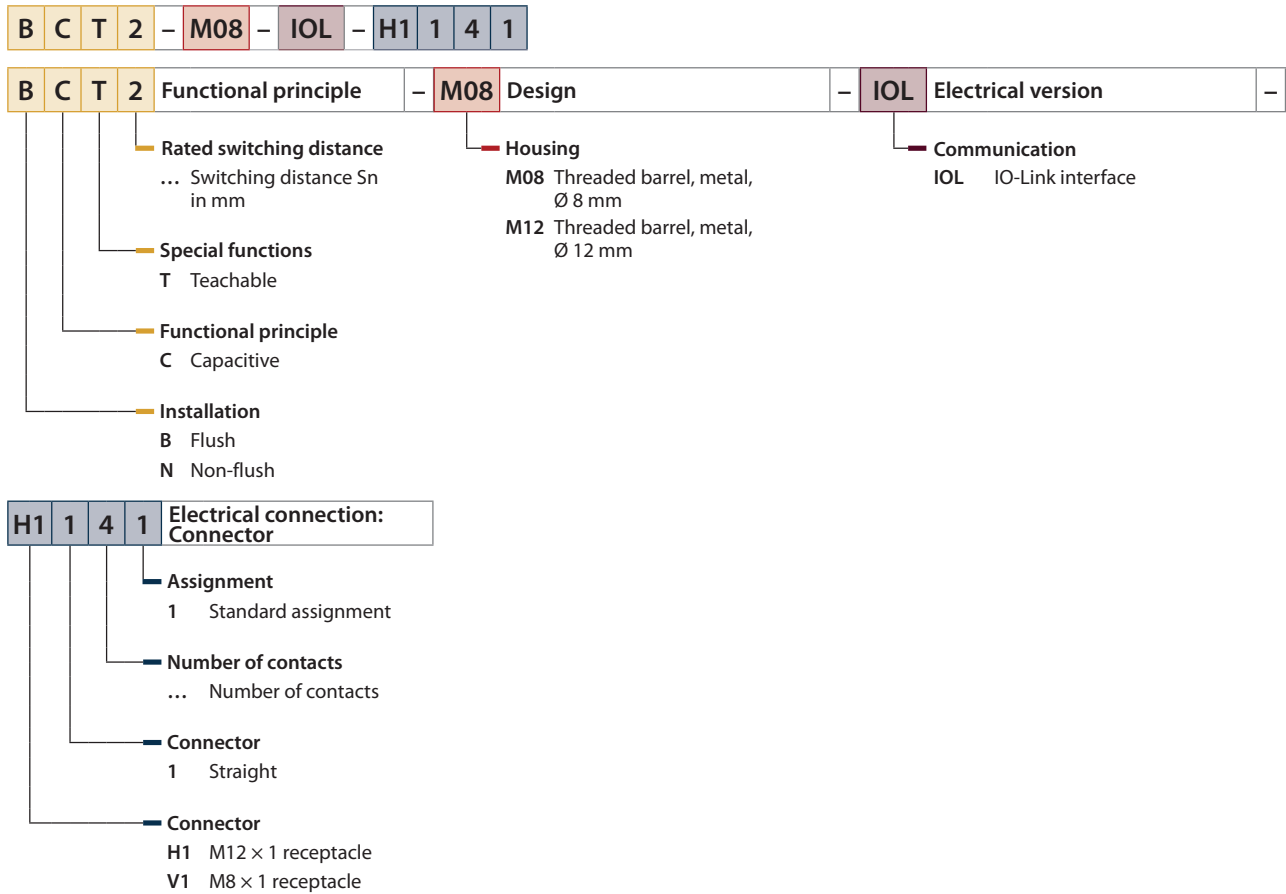 B C T 2 – M08 – IOL – H1 1 4 1
B C T 2 Functional principle – M08 Design – IOL Electrical version –
Rated switching distance
… Switching distance Sn
in mm
Special functions
T Teachable
Functional principle
C Capacitive
Installation
B Flush
N Non-flush
Housing
M08 Threaded barrel, metal,
Ø 8 mm
M12 Threaded barrel, metal,
Ø 12 mm
Communication
IOL IO-Link interface
H1 1 4 1 Electrical connection:
Connector
Assignment
1 Standard assignment
Number of contacts
… Number of contacts
Connector
1 Straight
Connector
H1 M12 × 1 receptacle
V1 M8 × 1 receptacle